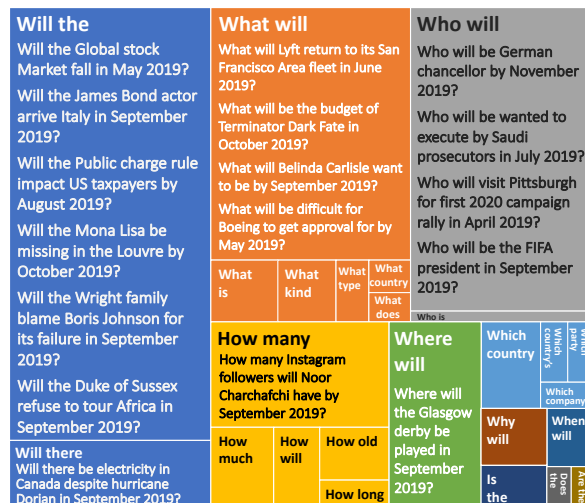 Will the
Will the Global stock
Market fall in May 2019?
Will the James Bond actor
arrive Italy in September
2019?
Will the Public charge rule
impact US taxpayers by
August 2019?
Will the Mona Lisa be
missing in the Louvre by
October 2019?
Will the Wright family
blame Boris Johnson for
its failure in September
2019?
Will the Duke of Sussex
refuse to tour Africa in
September 2019?
Will there
Will there be electricity in
Canada despite hurricane
Dorian in September 2019?
What will
What will Lyft return to its San
Francisco Area fleet in June
2019?
What will be the budget of
Terminator Dark Fate in
October 2019?
What will Belinda Carlisle want
to be by September 2019?
What will be difficult for
Boeing to get approval for by
May 2019?
What
is
What
kind
What
type
What
country
What
does
Who will
Who will be German
chancellor by November
2019?
Who will be wanted to
execute by Saudi
prosecutors in July 2019?
Who will visit Pittsburgh
for first 2020 campaign
rally in April 2019?
Who will be the FIFA
president in September
2019?
Who is
How many
How many Instagram
followers will Noor
Charchafchi have by
September 2019?
How
much
How
will
How old
How long
Where
will
Where will
the Glasgow
derby be
played in
September
2019?
Which
country
Which
country's
Which
party
Which
company
Why
will
When
will
Is
the
Does
the
Are the